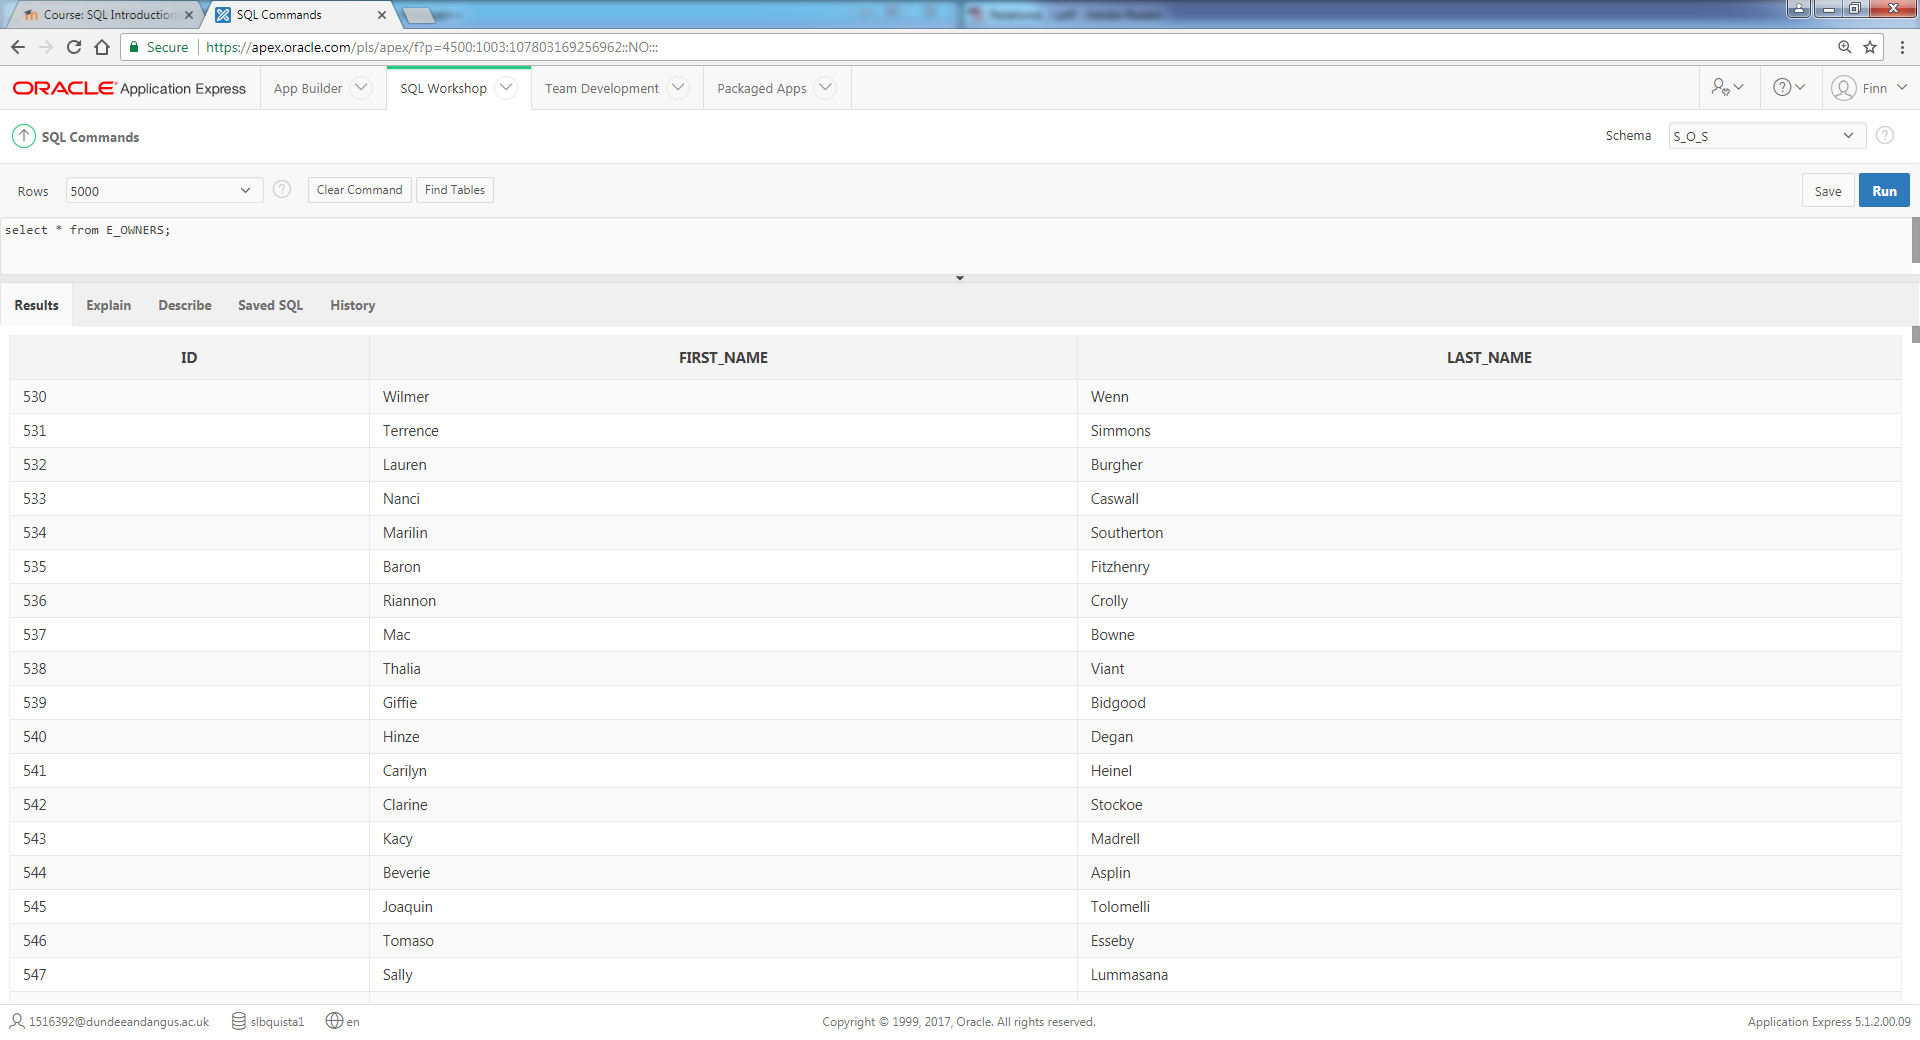 Course: SQL Introduction
SQL Commands
Secure https://apex.oracle.com/pls/apex/f?p=4500:1003:107803169256962::NO:::
ORACLE Application Express App Builder SQL Workshop Team Development Packaged Apps Finn
SQL Commands Schema S_O_S
Rows 5000 Clear Command Find Tables Save Run
select * from E_OWNERS;
Results Explain Describe Saved SQL History
ID FIRST_NAME LAST_NAME
530 Wilmer Wenn
531 Terrence Simmons
532 Lauren Burgher
533 Nanci Caswall
534 Marilin Southerton
535 Baron Fitzhenry
536 Riannon Crolly
537 Mac Bowne
538 Thalia Viant
539 Giffie Bidgood
540 Hinze Degan
541 Carilyn Heinel
542 Clarine Stockoe
543 Kacy Madrell
544 Beverie Asplin
545 Joaquin Tolomelli
546 Tomaso Esseby
547 Sally Lummasana
1516392@dundeeandangus.ac.uk slbquista1 en Copyright © 1999, 2017, Oracle. All rights reserved. Application Express 5.1.2.00.09